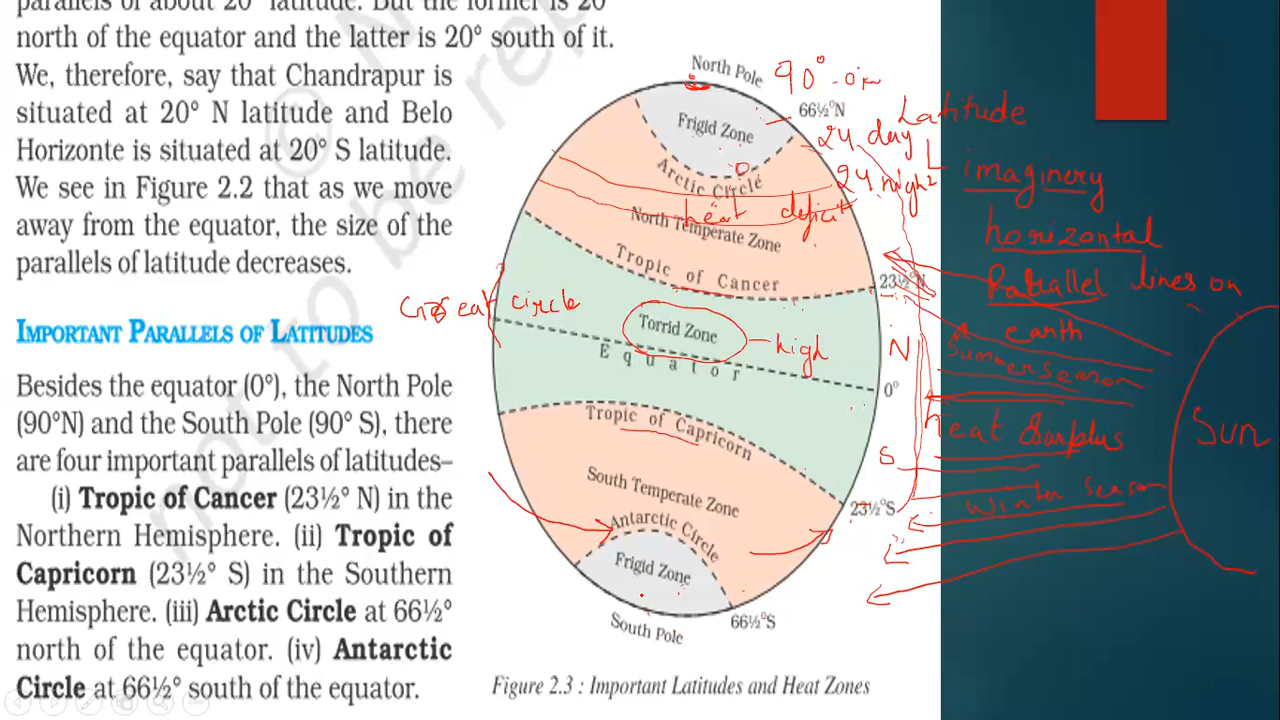 parallels of about 20° latitude. But the former is 20°
north of the equator and the latter is 20° south of it.
We, therefore, say that Chandrapur is
situated at 20° N latitude and Belo
Horizonte is situated at 20° S latitude.
We see in Figure 2.2 that as we move
away from the equator, the size of the
parallels of latitude decreases.
IMPORTANT PARALLELS OF LATITUDES
Besides the equator (0°), the North Pole
(90°N) and the South Pole (90° S), there
are four important parallels of latitudes–
(i) Tropic of Cancer (23½° N) in the
Northern Hemisphere. (ii) Tropic of
Capricorn (23½° S) in the Southern
Hemisphere. (iii) Arctic Circle at 66½°
north of the equator. (iv) Antarctic
Circle at 66½° south of the equator.
North Pole
90° - 0 km
66½°N
Frigid Zone
24 day
Arctic Circle
24 night
heat deficit
North Temperate Zone
Tropic of Cancer
23½°N
Great circle
Torrid Zone
high
N
Equator
0°
Tropic of Capricorn
S
South Temperate Zone
23½°S
Antarctic Circle
Frigid Zone
South Pole
66½°S
Figure 2.3 : Important Latitudes and Heat Zones
Latitude
imaginery
horizontal
Parallel lines on
earth
Summer season
Heat Surplus
Winter season
Sun
not to be rep